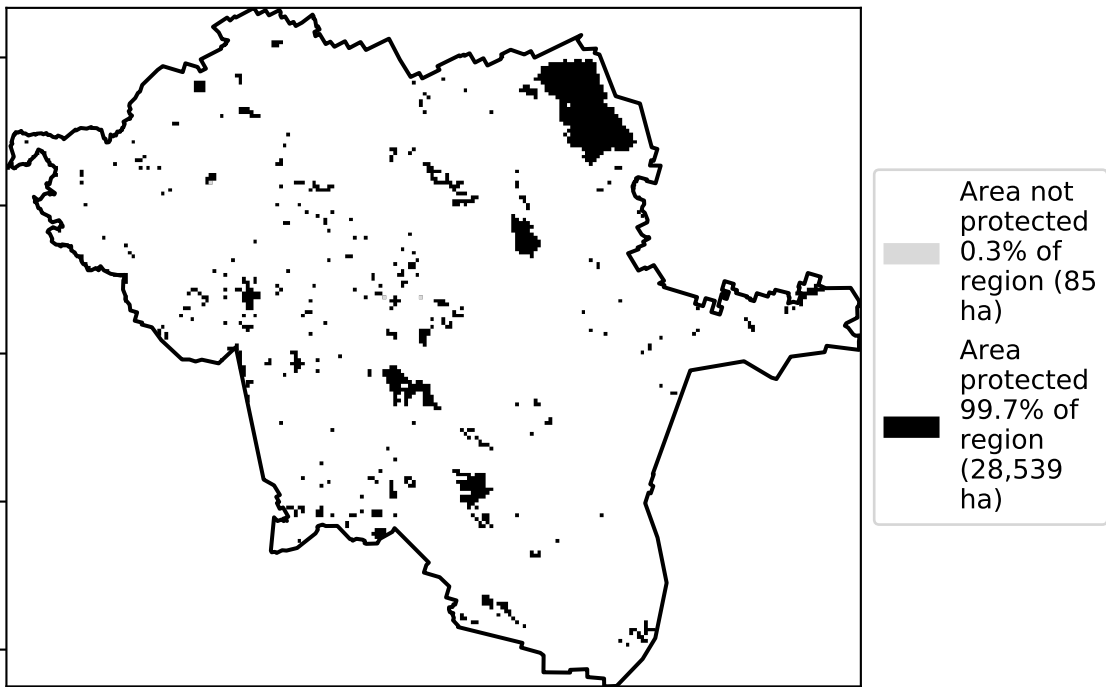 Area not
protected
0.3% of
region (85
ha)
Area
protected
99.7% of
region
(28,539
ha)